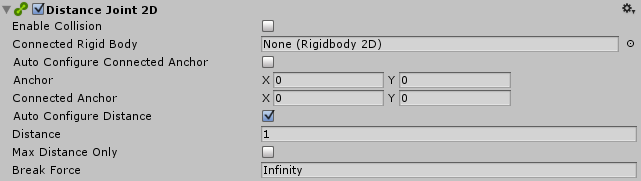 Distance Joint 2D
Enable Collision
Connected Rigid Body None (Rigidbody 2D)
Auto Configure Connected Anchor
Anchor X 0 Y 0
Connected Anchor X 0 Y 0
Auto Configure Distance
Distance 1
Max Distance Only
Break Force Infinity